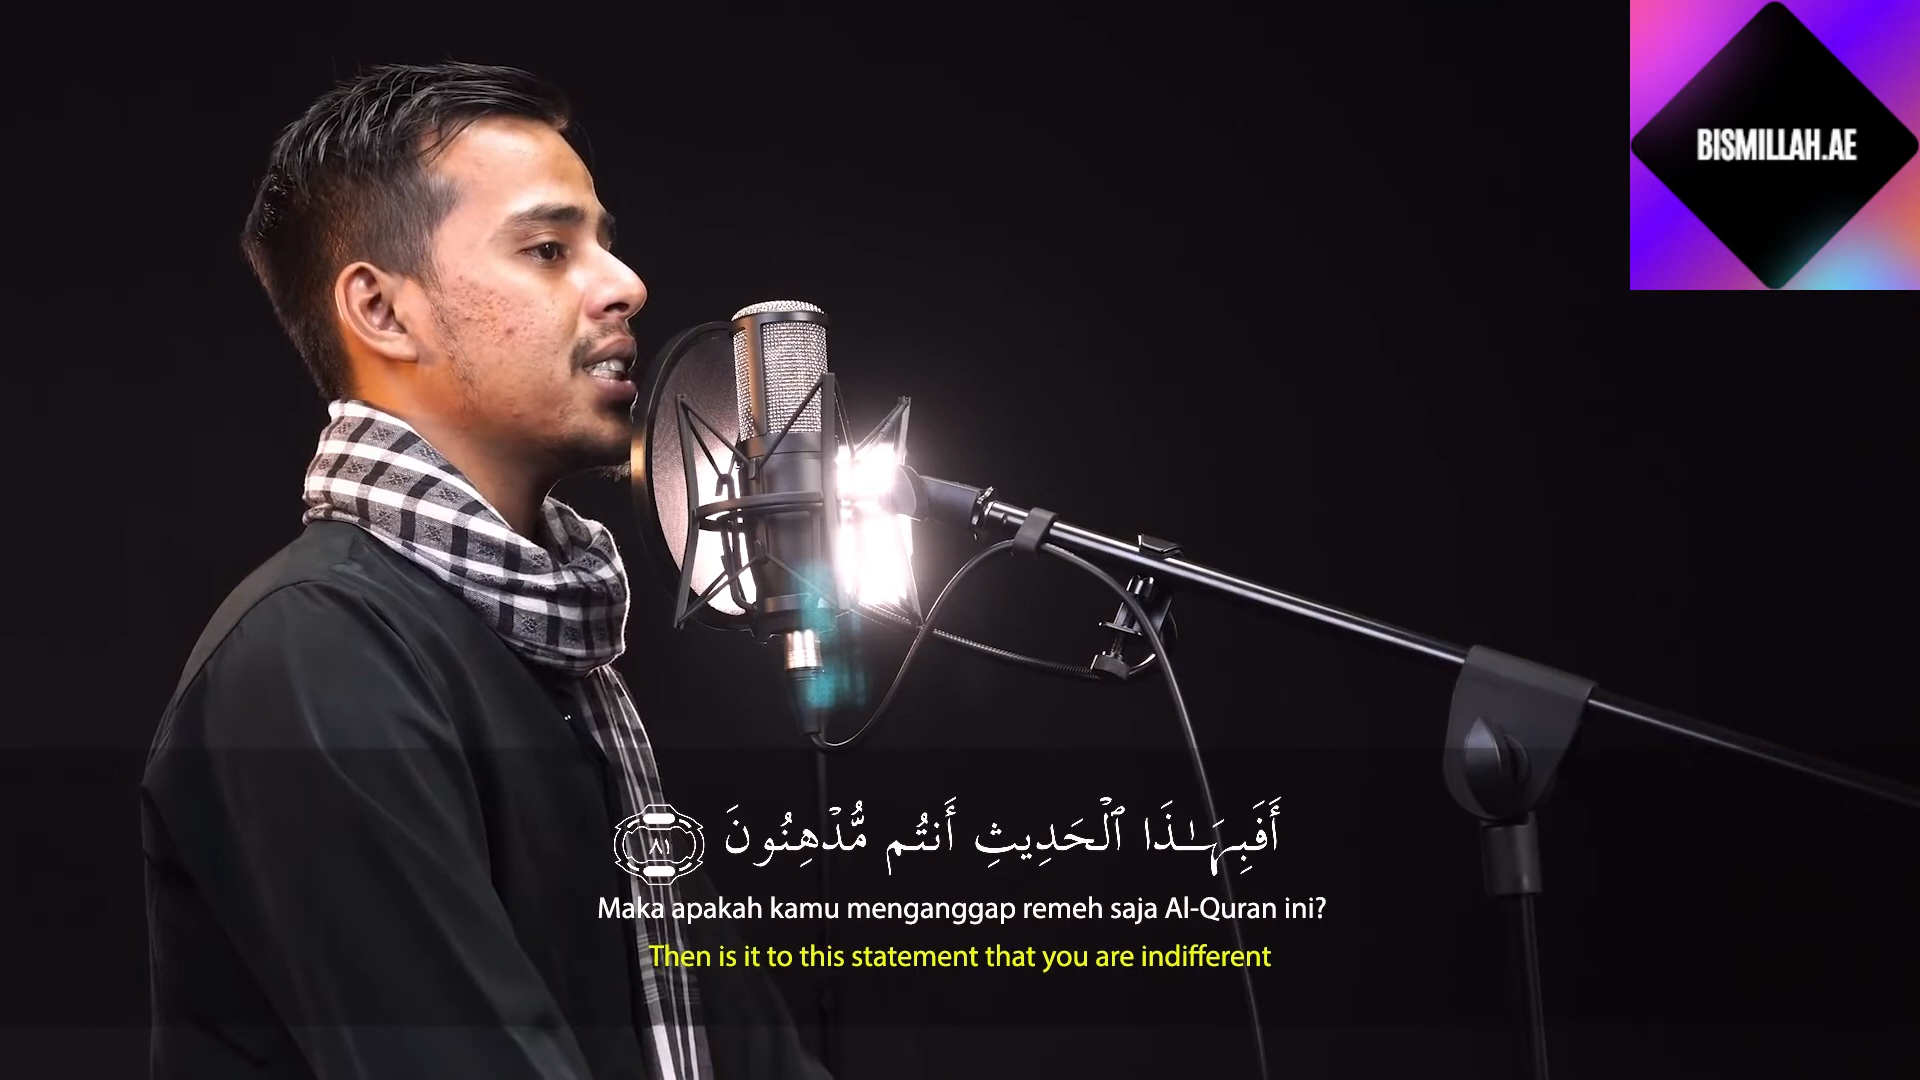 BISMILLAH.AE
أَفَبِهَـٰذَا ٱلْحَدِيثِ أَنتُم مُّدْهِنُونَ ٨١
Maka apakah kamu menganggap remeh saja Al-Quran ini?
Then is it to this statement that you are indifferent